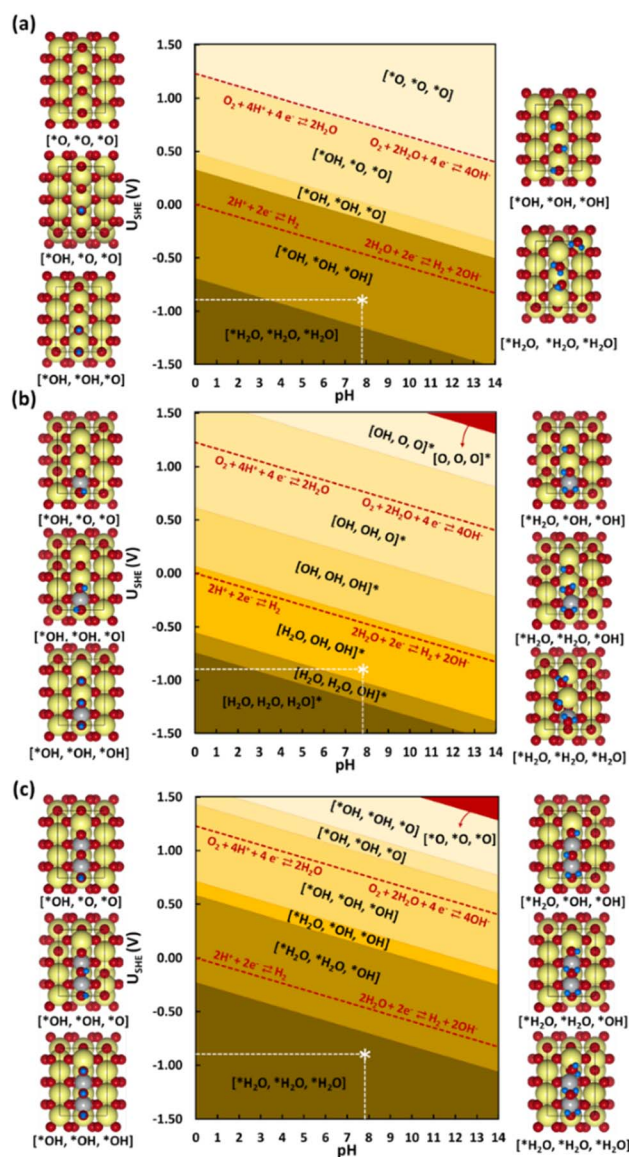 (a)
[*O, *O, *O]
[*OH, *O, *O]
[*OH, *OH,*O]
U_SHE (V)
1.50
1.00
0.50
0.00
-0.50
-1.00
-1.50
[*O, *O, *O]
O₂ + 4H⁺ + 4 e⁻ ⇌ 2H₂O
O₂ + 2H₂O + 4 e⁻ ⇌ 4OH⁻
[*OH, *O, *O]
[*OH, *OH, *O]
2H⁺ + 2e⁻ ⇌ H₂
2H₂O + 2e⁻ ⇌ H₂ + 2OH⁻
[*OH, *OH, *OH]
[*H₂O, *H₂O, *H₂O]
*
0 1 2 3 4 5 6 7 8 9 10 11 12 13 14
pH
[*OH, *OH, *OH]
[*H₂O, *H₂O, *H₂O]
(b)
[*OH, *O, *O]
[*OH, *OH, *O]
[*OH, *OH, *OH]
U_SHE (V)
1.50
1.00
0.50
0.00
-0.50
-1.00
-1.50
[OH, O, O]*
[O, O, O]*
O₂ + 4H⁺ + 4 e⁻ ⇌ 2H₂O
O₂ + 2H₂O + 4 e⁻ ⇌ 4OH⁻
[OH, OH, O]*
[OH, OH, OH]*
2H⁺ + 2e⁻ ⇌ H₂
2H₂O + 2e⁻ ⇌ H₂ + 2OH⁻
[H₂O, OH, OH]*
[H₂O, H₂O, OH]*
[H₂O, H₂O, H₂O]*
*
0 1 2 3 4 5 6 7 8 9 10 11 12 13 14
pH
[*H₂O, *OH, *OH]
[*H₂O, *H₂O, *OH]
[*H₂O, *H₂O, *H₂O]
(c)
[*OH, *O, *O]
[*OH, *OH, *O]
[*OH, *OH, *OH]
U_SHE (V)
1.50
1.00
0.50
0.00
-0.50
-1.00
-1.50
[*OH, *OH, *O]
[*O, *O, *O]
[*OH, *OH, *O]
O₂ + 4H⁺ + 4 e⁻ ⇌ 2H₂O
O₂ + 2H₂O + 4 e⁻ ⇌ 4OH⁻
[*OH, *OH, *OH]
[*H₂O, *OH, *OH]
[*H₂O, *H₂O, *OH]
2H⁺ + 2e⁻ ⇌ H₂
2H₂O + 2e⁻ ⇌ H₂ + 2OH⁻
[*H₂O, *H₂O, *H₂O]
*
0 1 2 3 4 5 6 7 8 9 10 11 12 13 14
pH
[*H₂O, *OH, *OH]
[*H₂O, *H₂O, *OH]
[*H₂O, *H₂O, *H₂O]